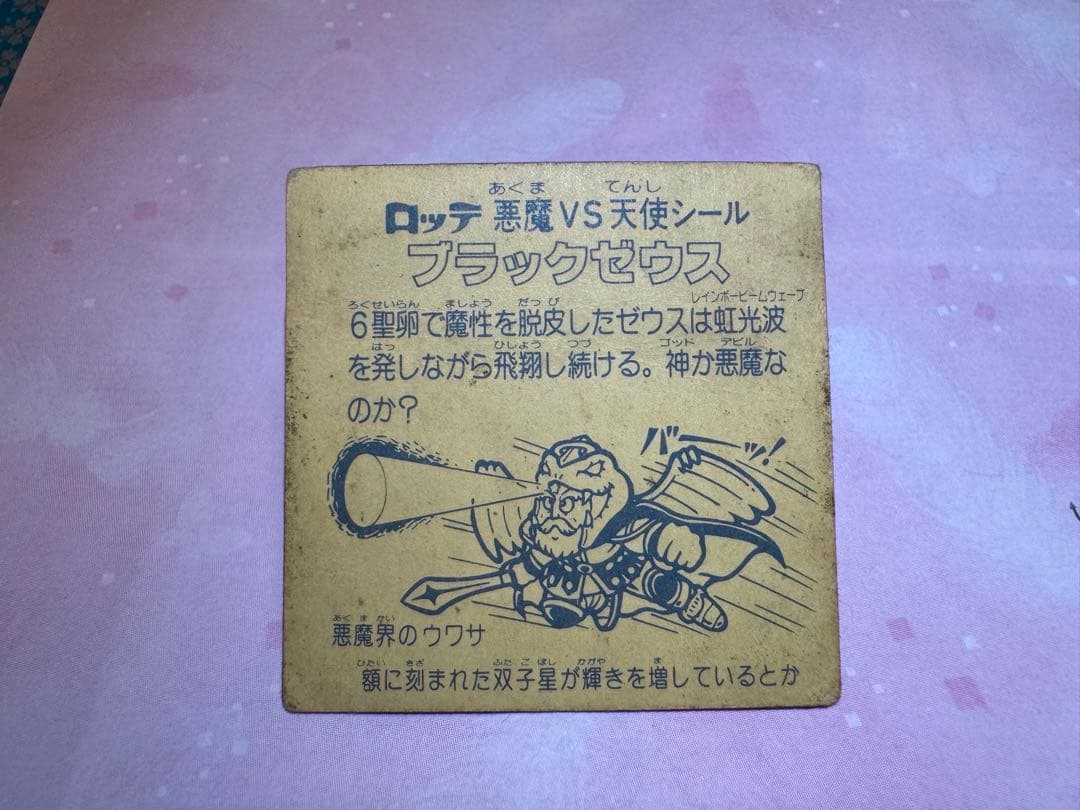 あくま てんし
ロッテ 悪魔VS天使シール
ブラックゼウス
ろくせいらん ましょう だっぴ レインボービームウェーブ
6聖卵で魔性を脱皮したゼウスは虹光波
はっ ひしょう つづ ゴッド デビル
を発しながら飛翔し続ける。神か悪魔な
のか?
バーッ!
あくまかい
悪魔界のウワサ
ひたい きざ ふたごぼし かがや ま
額に刻まれた双子星が輝きを増しているとか